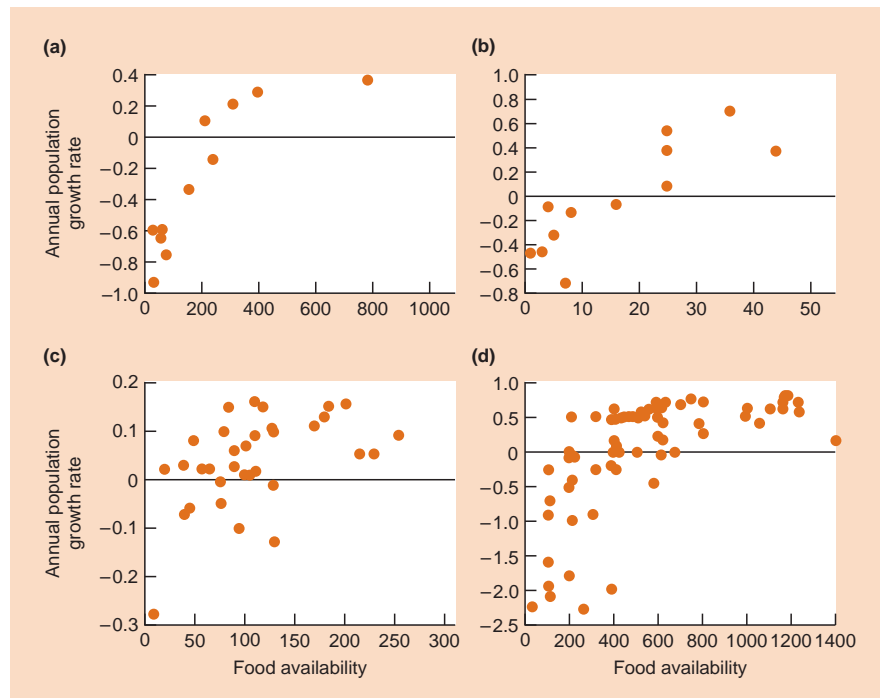 (a)
Annual population
growth rate
0.4
0.2
0
−0.2
−0.4
−0.6
−0.8
−1.0
0 200 400 600 800 1000
(b)
1.0
0.8
0.6
0.4
0.2
0
−0.2
−0.4
−0.6
−0.8
0 10 20 30 40 50
(c)
Annual population
growth rate
0.2
0.1
0
−0.1
−0.2
−0.3
0 50 100 150 200 250 300
Food availability
(d)
1.0
0.5
0
−0.5
−1.0
−1.5
−2.0
−2.5
0 200 400 600 800 1000 1200 1400
Food availability